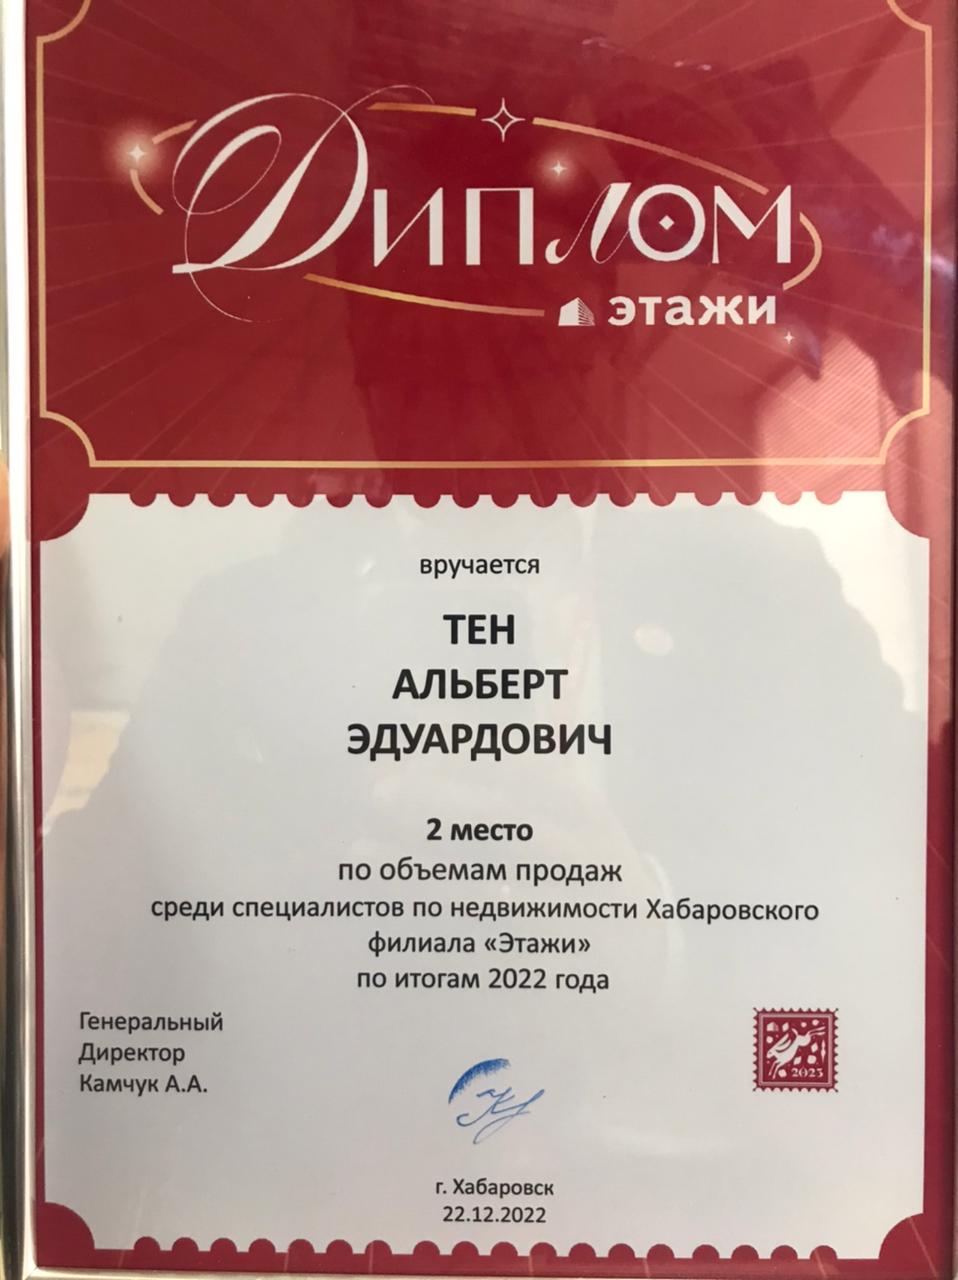 Диплом
этажи
вручается
ТЕН
АЛЬБЕРТ
ЭДУАРДОВИЧ
2 место
по объемам продаж
среди специалистов по недвижимости Хабаровского
филиала «Этажи»
по итогам 2022 года
Генеральный
Директор
Камчук А.А.
2023
г. Хабаровск
22.12.2022